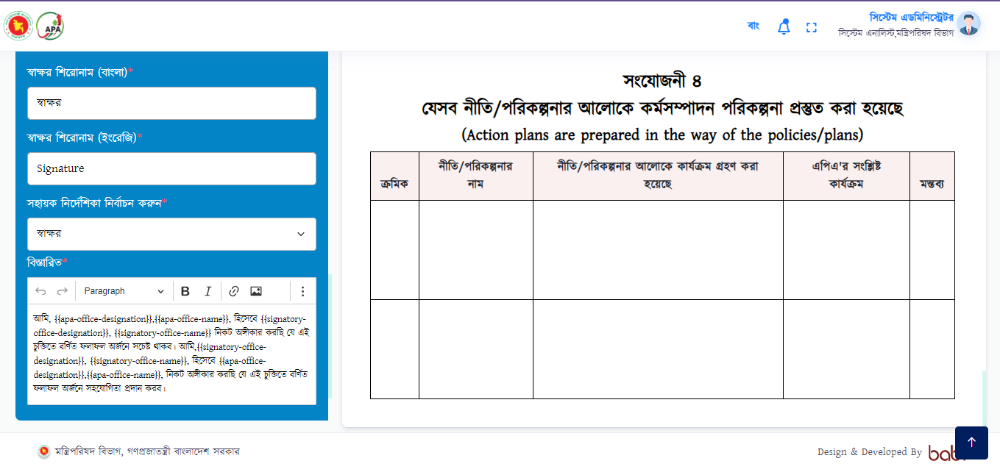 APA
বাং
সিস্টেম এডমিনিস্ট্রেটর
সিস্টেম এনালিস্ট,মন্ত্রিপরিষদ বিভাগ
স্বাক্ষর শিরোনাম (বাংলা)*
স্বাক্ষর
স্বাক্ষর শিরোনাম (ইংরেজি)*
Signature
সহায়ক নির্দেশিকা নির্বাচন করুন*
স্বাক্ষর
বিস্তারিত*
Paragraph
B I
আমি, {{apa-office-designation}},{{apa-office-name}}, হিসেবে {{signatory-
office-designation}}, {{signatory-office-name}} নিকট অঙ্গীকার করছি যে এই
চুক্তিতে বর্ণিত ফলাফল অর্জনে সচেষ্ট থাকব। আমি,{{signatory-office-
designation}}, {{signatory-office-name}}, হিসেবে {{apa-office-
designation}},{{apa-office-name}}, নিকট অঙ্গীকার করছি যে এই চুক্তিতে বর্ণিত
ফলাফল অর্জনে সহযোগিতা প্রদান করব।
সংযোজনী ৪
যেসব নীতি/পরিকল্পনার আলোকে কর্মসম্পাদন পরিকল্পনা প্রস্তুত করা হয়েছে
(Action plans are prepared in the way of the policies/plans)
ক্রমিক
নীতি/পরিকল্পনার
নাম
নীতি/পরিকল্পনার আলোকে কার্যক্রম গ্রহণ করা
হয়েছে
এপিএ'র সংশ্লিষ্ট
কার্যক্রম
মন্তব্য
মন্ত্রিপরিষদ বিভাগ, গণপ্রজাতন্ত্রী বাংলাদেশ সরকার
Design & Developed By